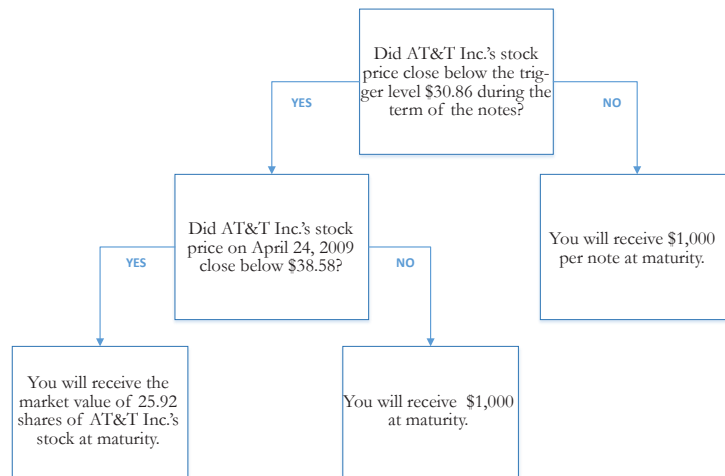 Did AT&T Inc.'s stock
price close below the trig-
ger level $30.86 during the
term of the notes?
YES
NO
Did AT&T Inc.'s stock
price on April 24, 2009
close below $38.58?
You will receive $1,000
per note at maturity.
YES
NO
You will receive the
market value of 25.92
shares of AT&T Inc.'s
stock at maturity.
You will receive $1,000
at maturity.